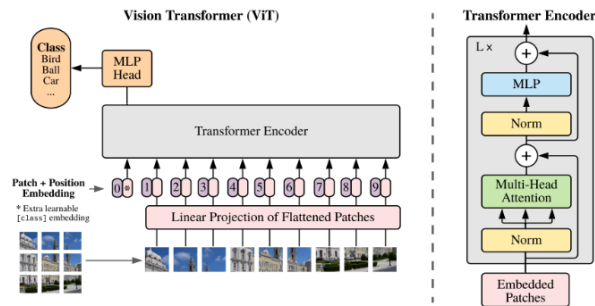 Vision Transformer (ViT)
Class
Bird
Ball
Car
...
MLP
Head
Transformer Encoder
Patch + Position
Embedding
* Extra learnable
[class] embedding
0 * 1 2 3 4 5 6 7 8 9
Linear Projection of Flattened Patches
Transformer Encoder
L x
+
MLP
Norm
+
Multi-Head
Attention
Norm
Embedded
Patches